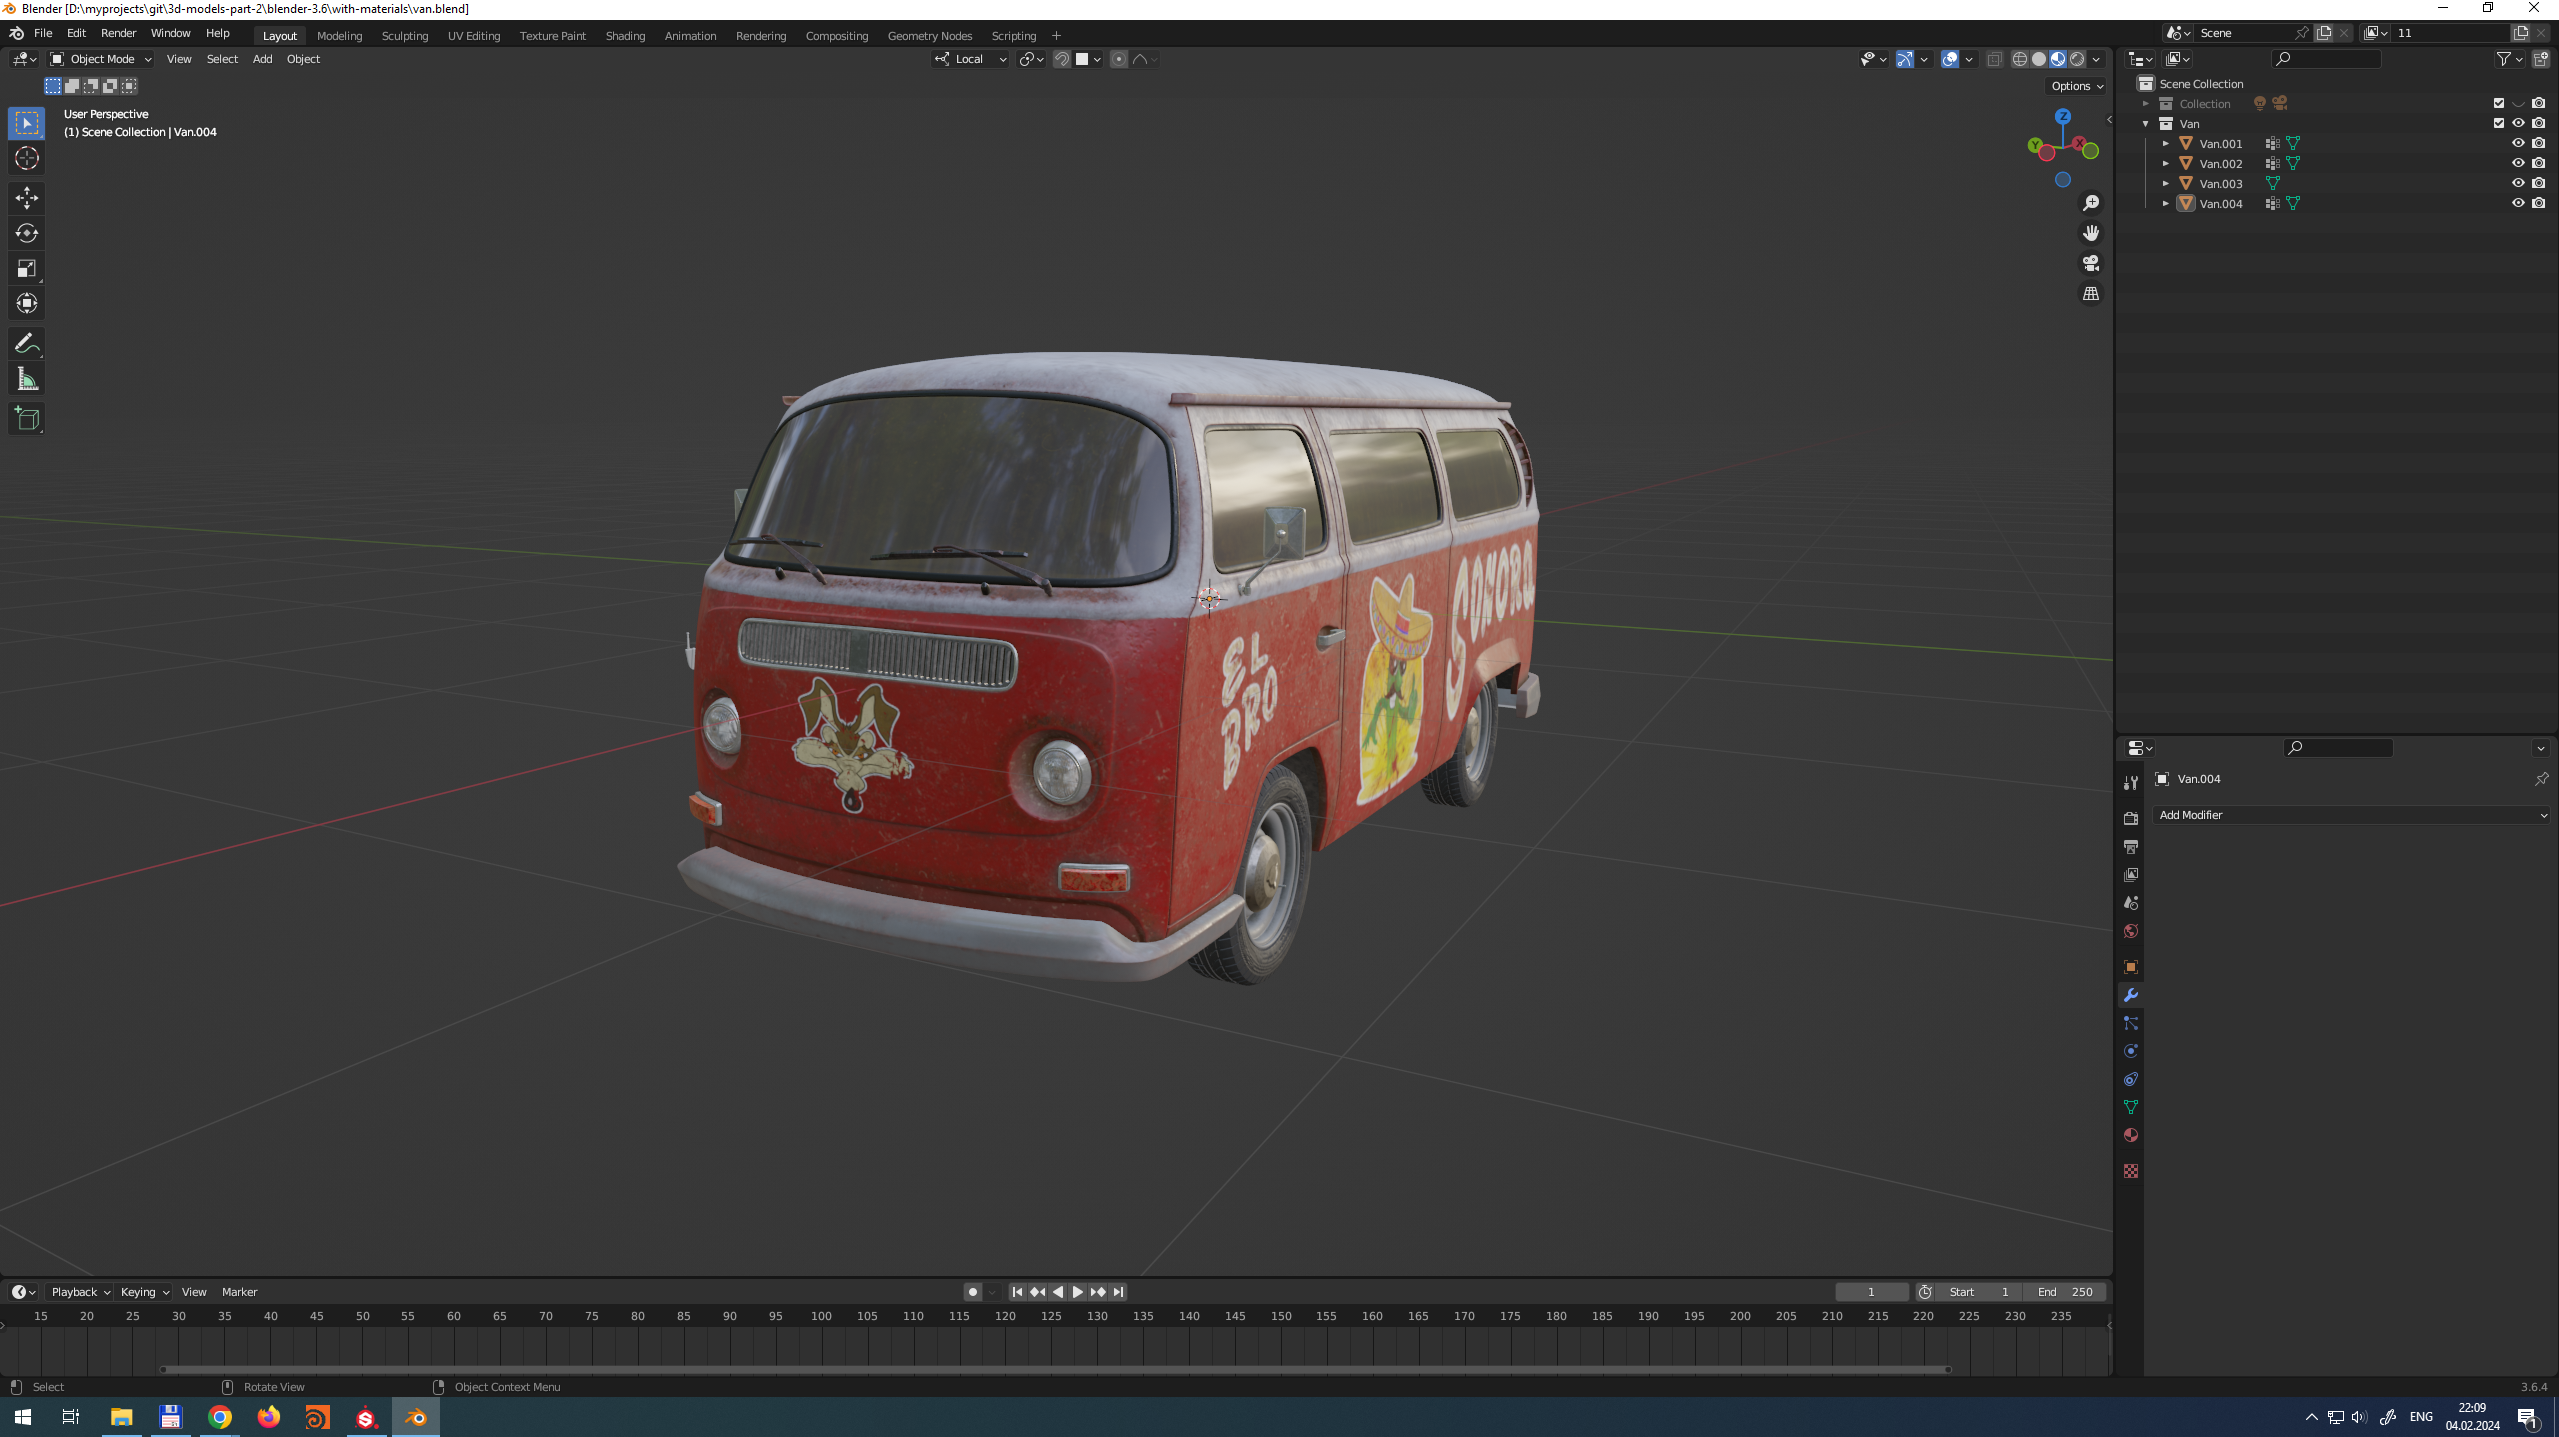 Blender [D:\myprojects\git\3d-models-part-2\blender-3.6\with-materials\van.blend]
File Edit Render Window Help Layout Modeling Sculpting UV Editing Texture Paint Shading Animation Rendering Compositing Geometry Nodes Scripting + Scene 11
Object Mode View Select Add Object Local
Options
User Perspective
(1) Scene Collection | Van.004
Z
Y
X
Scene Collection
Collection
Van
Van.001
Van.002
Van.003
Van.004
EL
BRO
SONORA
Van.004
Add Modifier
Playback Keying View Marker 1 Start 1 End 250
15 20 25 30 35 40 45 50 55 60 65 70 75 80 85 90 95 100 105 110 115 120 125 130 135 140 145 150 155 160 165 170 175 180 185 190 195 200 205 210 215 220 225 230 235
Select Rotate View Object Context Menu 3.6.4
ENG 22:09
04.02.2024
1